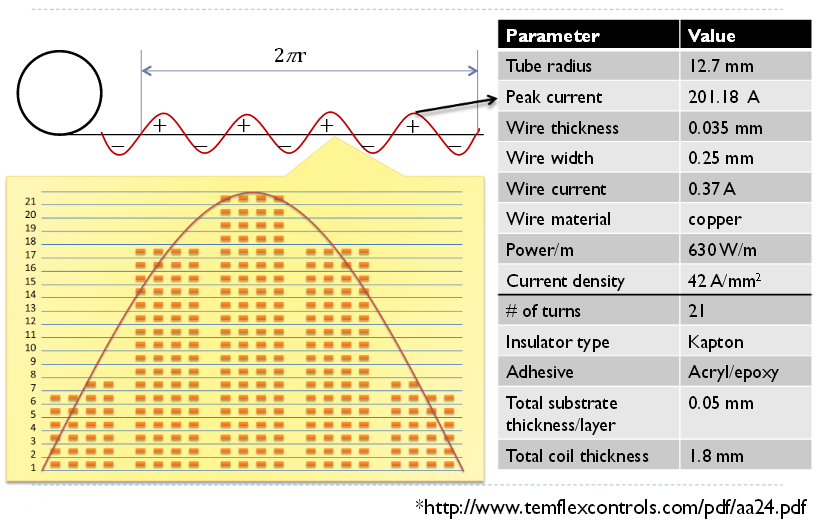 2πr
+ + + +
− − − − −
21
20
19
18
17
16
15
14
13
12
11
10
9
8
7
6
5
4
3
2
1
Parameter Value
Tube radius 12.7 mm
Peak current 201.18 A
Wire thickness 0.035 mm
Wire width 0.25 mm
Wire current 0.37 A
Wire material copper
Power/m 630 W/m
Current density 42 A/mm²
# of turns 21
Insulator type Kapton
Adhesive Acryl/epoxy
Total substrate 0.05 mm
thickness/layer
Total coil thickness 1.8 mm
*http://www.temflexcontrols.com/pdf/aa24.pdf